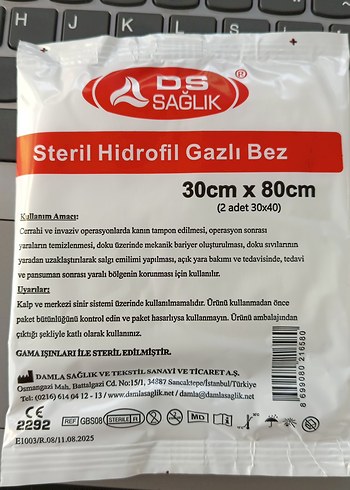 H J K L
DS ®
SAĞLIK
Steril Hidrofil Gazlı Bez
30cm x 80cm
(2 adet 30x40)
Kullanım Amacı:
Cerrahi ve invaziv operasyonlarda kanın tampon edilmesi, operasyon sonrası
yaraların temizlenmesi, doku üzerinde mekanik bariyer oluşturulması, doku sıvılarının
yaradan uzaklaştırılarak salgı emilimi yapılması, açık yara bakımı ve tedavisinde, tedavi
ve pansuman sonrası yaralı bölgenin korunması için kullanılır.
Uyarılar:
Kalp ve merkezi sinir sistemi üzerinde kullanılmamalıdır. Ürünü kullanmadan önce
paket bütünlüğünü kontrol edin ve paket hasarlıysa kullanmayın. Ürünü ambalajından
çıktığı şekliyle katlı olarak kullanınız.
GAMA IŞINLARI İLE STERİL EDİLMİŞTİR.
DAMLA SAĞLIK VE TEKSTİL SANAYİ VE TİCARET A.Ş.
Osmangazi Mah. Battalgazi Cd. No:15/1, 34887 Sancaktepe/İstanbul/Türkiye
Tel: (0216) 614 04 12 - 13 / www.damlasaglik.net / damla@damlasaglik.net
8 699080 216580
CE
2292
REF GBS08 STERILE R 2 MD
E1003/R.08/11.08.2025